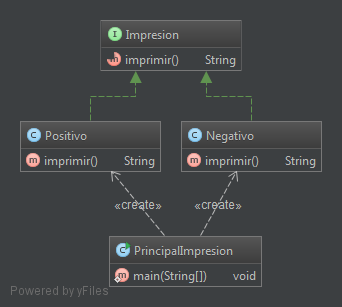 Impresion
imprimir() String
Positivo
imprimir() String
Negativo
imprimir() String
«create»
«create»
PrincipalImpresion
main(String[]) void
Powered by yFiles